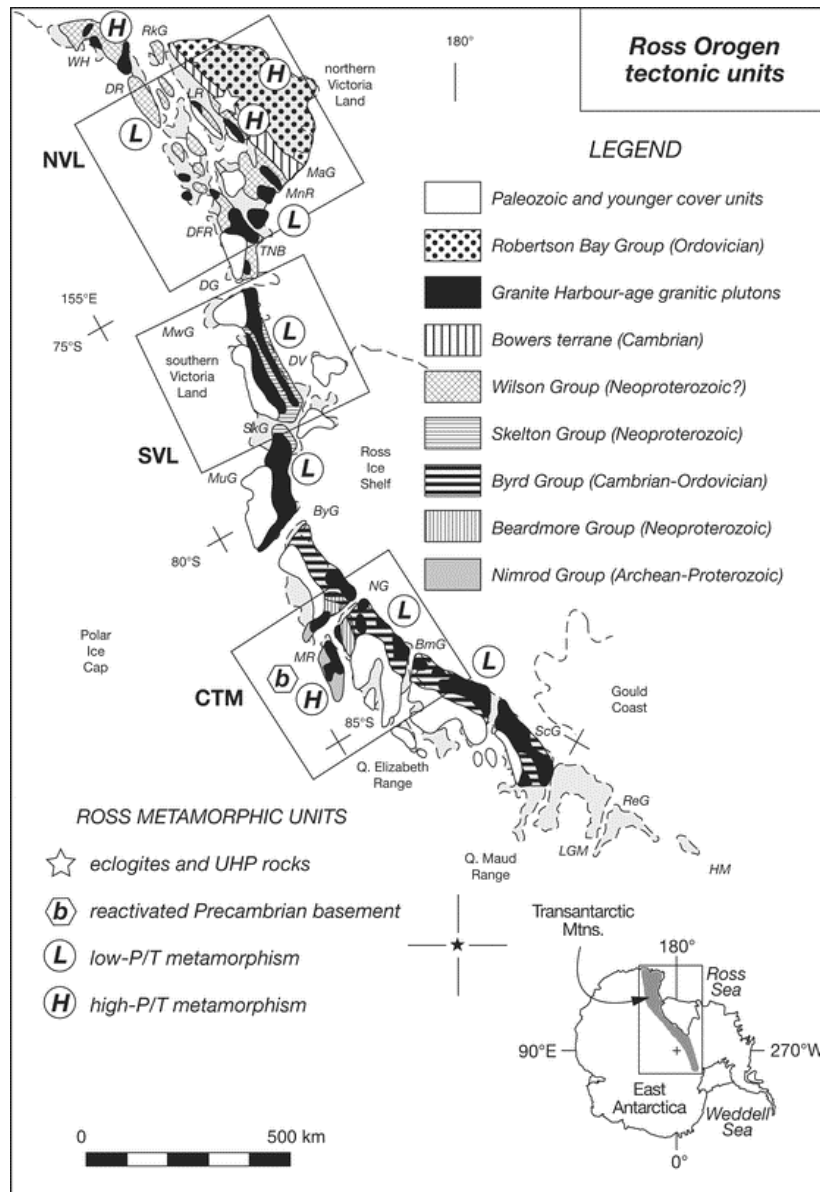 Ross Orogen
tectonic units
180°
northern
Victoria
Land
H
RkG
WH
DR
LR
H
H
L
NVL
MaG
MnR
L
DFR
TNB
DG
155°E
75°S
MwG
L
southern
Victoria Land
DV
SkG
SVL
L
MuG
Ross
Ice
Shelf
ByG
80°S
NG
L
Polar
Ice
Cap
MR
BmG
L
b
H
CTM
85°S
Gould
Coast
ScG
Q. Elizabeth
Range
ReG
LGM
HM
Q. Maud
Range
LEGEND
Paleozoic and younger cover units
Robertson Bay Group (Ordovician)
Granite Harbour-age granitic plutons
Bowers terrane (Cambrian)
Wilson Group (Neoproterozoic?)
Skelton Group (Neoproterozoic)
Byrd Group (Cambrian-Ordovician)
Beardmore Group (Neoproterozoic)
Nimrod Group (Archean-Proterozoic)
ROSS METAMORPHIC UNITS
eclogites and UHP rocks
b reactivated Precambrian basement
L low-P/T metamorphism
H high-P/T metamorphism
0 500 km
Transantarctic
Mtns.
180°
Ross
Sea
90°E
270°W
East
Antarctica
Weddell
Sea
0°